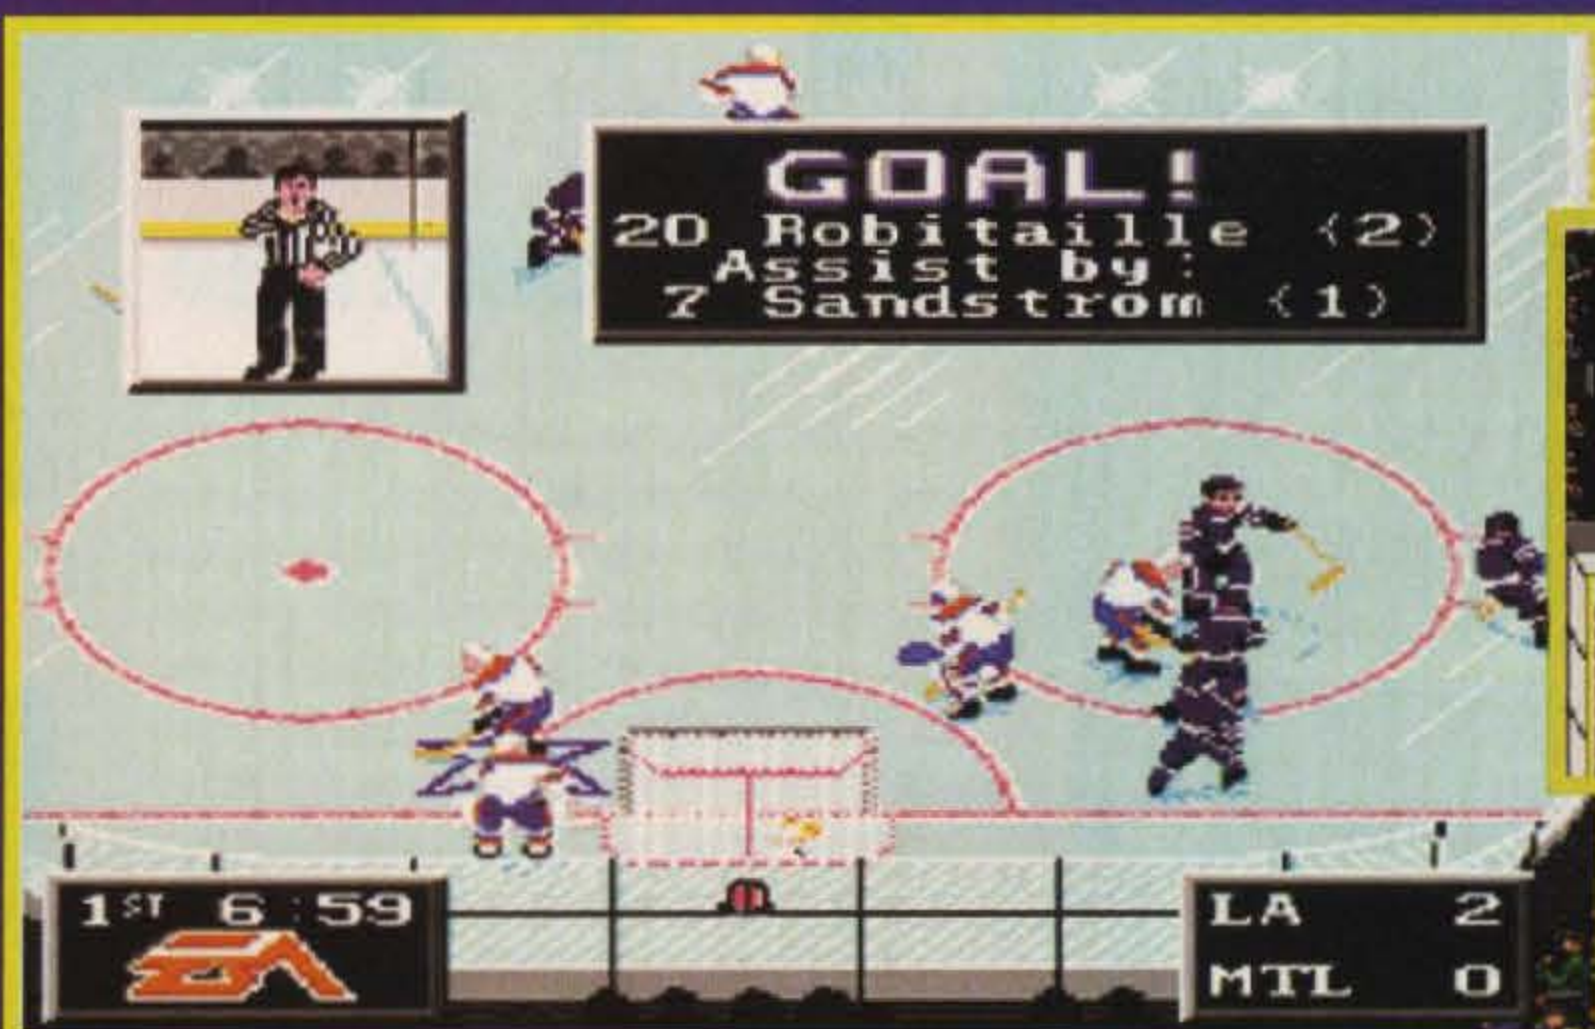 GOAL!
20 Robitaille (2)
Assist by:
7 Sandstrom (1)
1ST 6:59
EA
LA 2
MTL 0